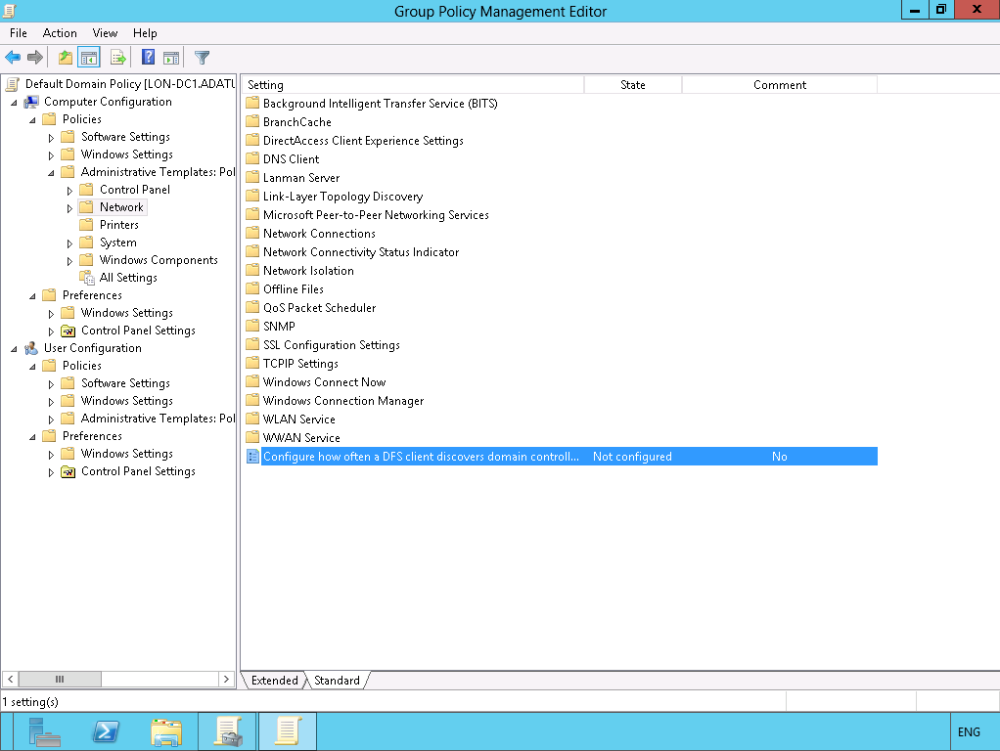 Group Policy Management Editor
File Action View Help
Default Domain Policy [LON-DC1.ADATU
Computer Configuration
Policies
Software Settings
Windows Settings
Administrative Templates: Pol
Control Panel
Network
Printers
System
Windows Components
All Settings
Preferences
Windows Settings
Control Panel Settings
User Configuration
Policies
Software Settings
Windows Settings
Administrative Templates: Pol
Preferences
Windows Settings
Control Panel Settings
Setting State Comment
Background Intelligent Transfer Service (BITS)
BranchCache
DirectAccess Client Experience Settings
DNS Client
Lanman Server
Link-Layer Topology Discovery
Microsoft Peer-to-Peer Networking Services
Network Connections
Network Connectivity Status Indicator
Network Isolation
Offline Files
QoS Packet Scheduler
SNMP
SSL Configuration Settings
TCPIP Settings
Windows Connect Now
Windows Connection Manager
WLAN Service
WWAN Service
Configure how often a DFS client discovers domain controll... Not configured No
Extended Standard
1 setting(s)
ENG